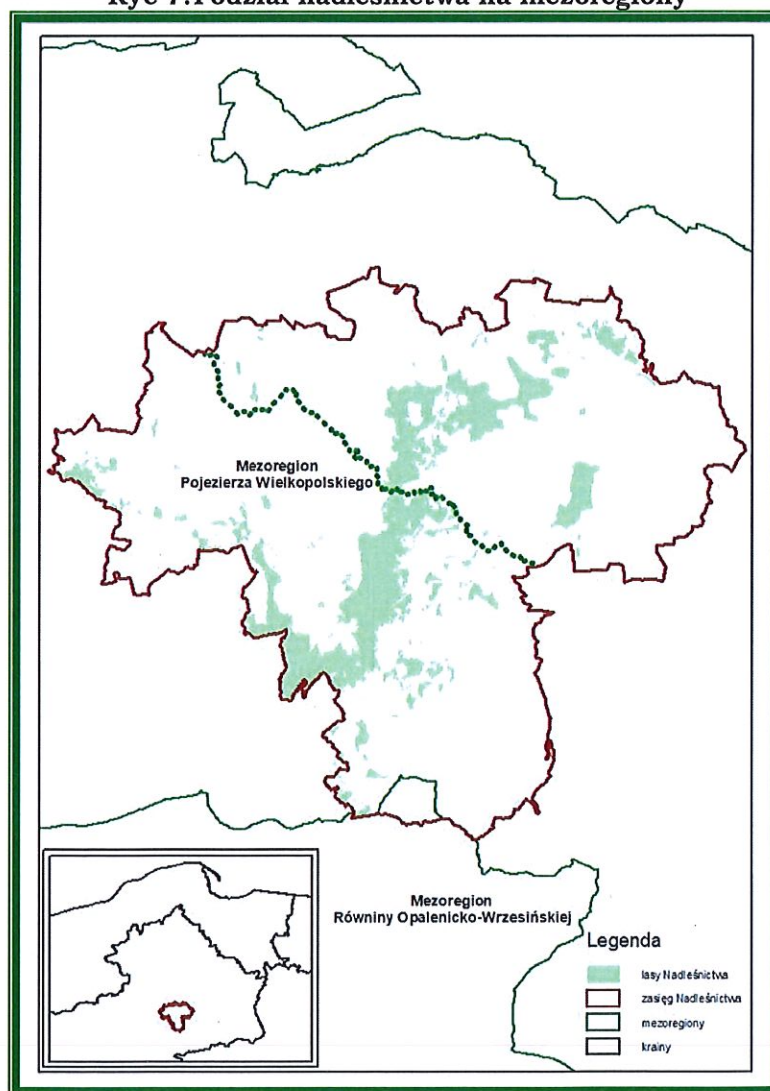 Ryc 7.Podział nadleśnictwa na mezoregiony
Mezoregion
Pojezierza Wielkopolskiego
Mezoregion
Równiny Opalenicko-Wrzesińskiej
Legenda
lasy Nadleśnictwa
zasięg Nadleśnictwa
mezoregiony
krainy